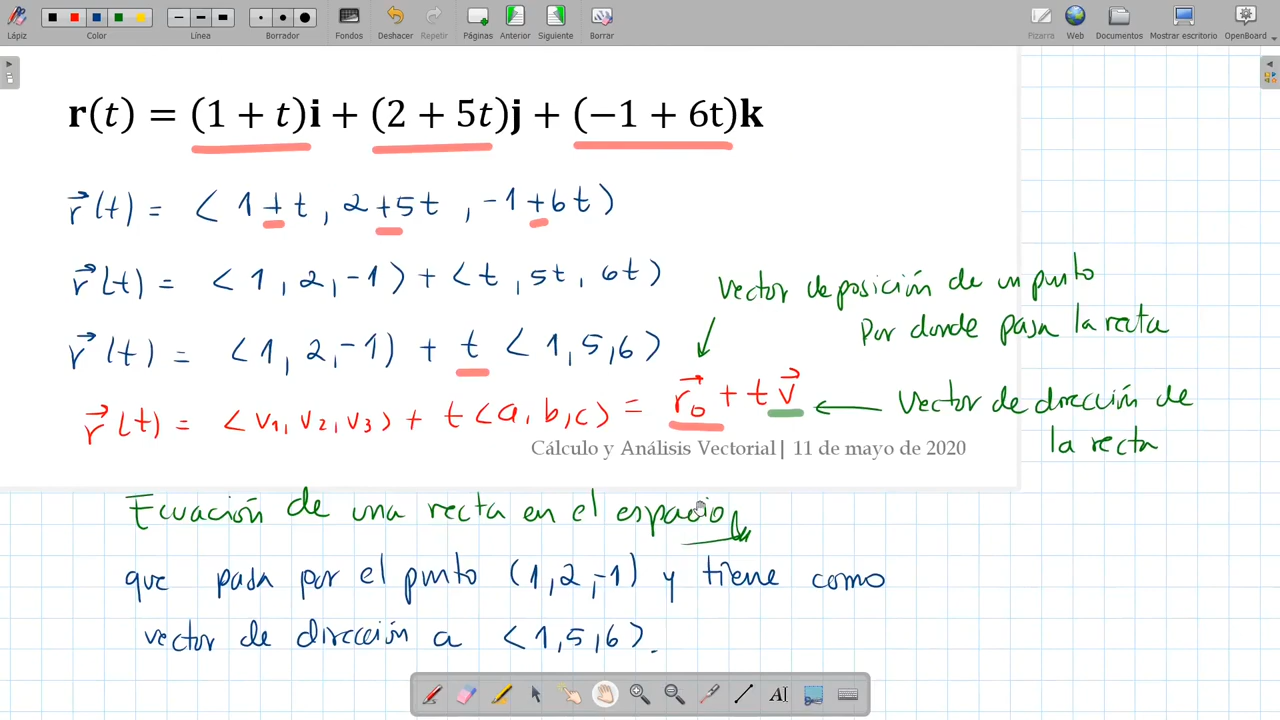 Lápiz Color Línea Borrador Fondos Deshacer Repetir Páginas Anterior Siguiente Borrar Pizarra Web Documentos Mostrar escritorio OpenBoard
r(t) = (1 + t)i + (2 + 5t)j + (−1 + 6t)k
r⃗(t) = ⟨ 1 + t, 2 + 5t, -1 + 6t ⟩
r⃗(t) = ⟨ 1, 2, -1 ⟩ + ⟨ t, 5t, 6t ⟩
Vector de posición de un punto
Por donde pasa la recta
r⃗(t) = ⟨ 1, 2, -1 ⟩ + t ⟨ 1, 5, 6 ⟩
r⃗(t) = ⟨ v₁, v₂, v₃ ⟩ + t ⟨ a, b, c ⟩ = r⃗₀ + t v⃗
Vector de dirección de
la recta
Cálculo y Análisis Vectorial| 11 de mayo de 2020
Ecuación de una recta en el espacio
que pasa por el punto (1, 2, -1) y tiene como
vector de dirección a ⟨ 1, 5, 6 ⟩.
AI